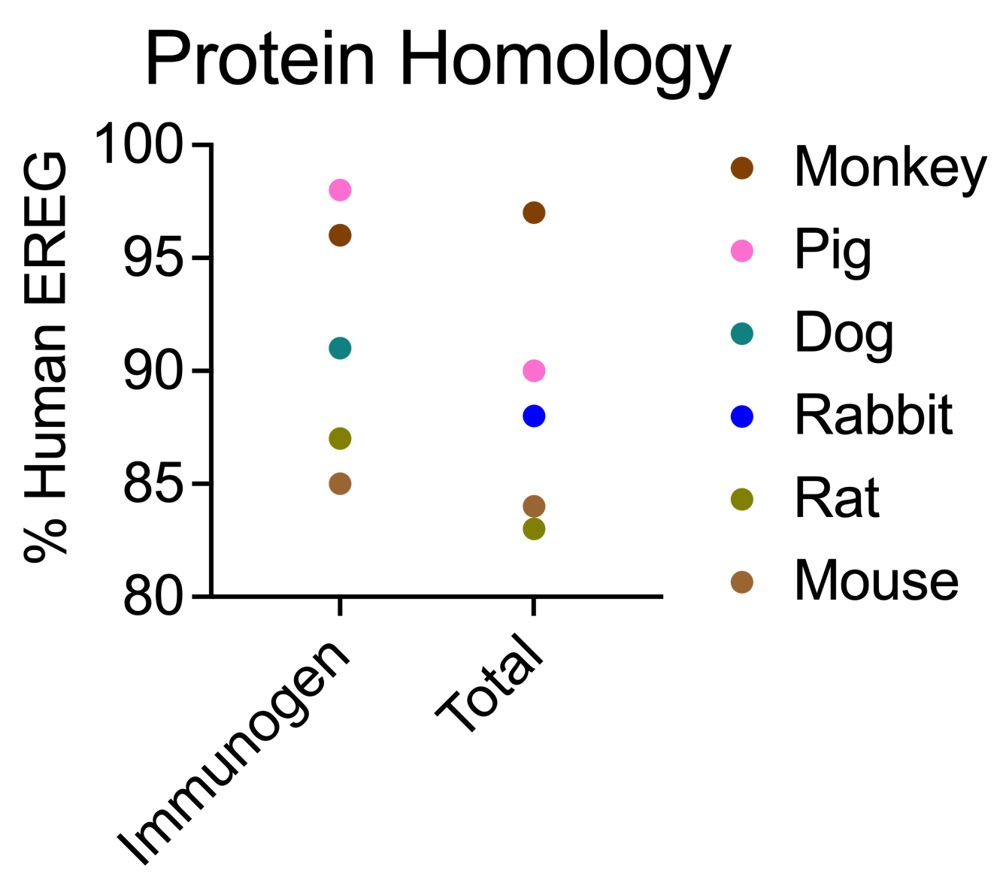 Protein Homology
% Human EREG
100
95
90
85
80
Immunogen
Total
Monkey
Pig
Dog
Rabbit
Rat
Mouse